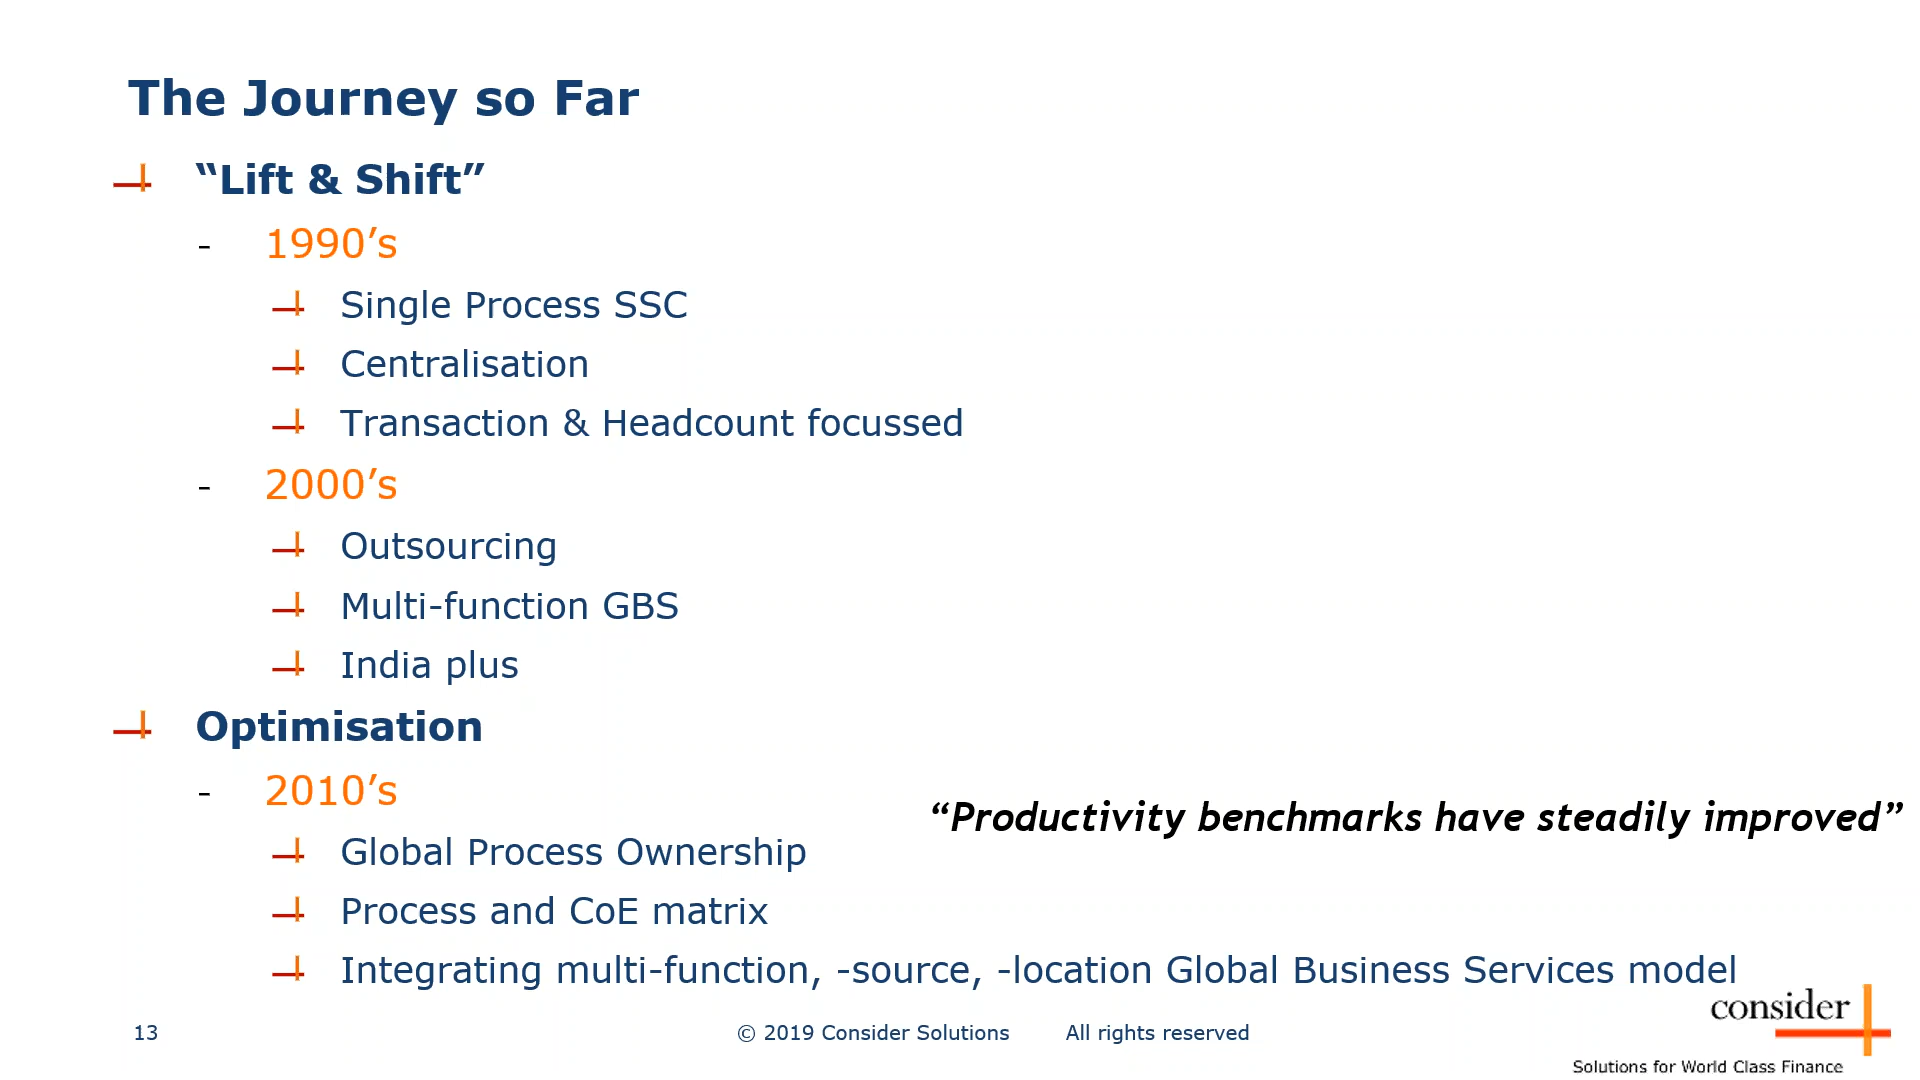 The Journey so Far
“Lift & Shift”
- 1990’s
Single Process SSC
Centralisation
Transaction & Headcount focussed
- 2000’s
Outsourcing
Multi-function GBS
India plus
Optimisation
- 2010’s
“Productivity benchmarks have steadily improved”
Global Process Ownership
Process and CoE matrix
Integrating multi-function, -source, -location Global Business Services model
consider
13 © 2019 Consider Solutions All rights reserved
Solutions for World Class Finance